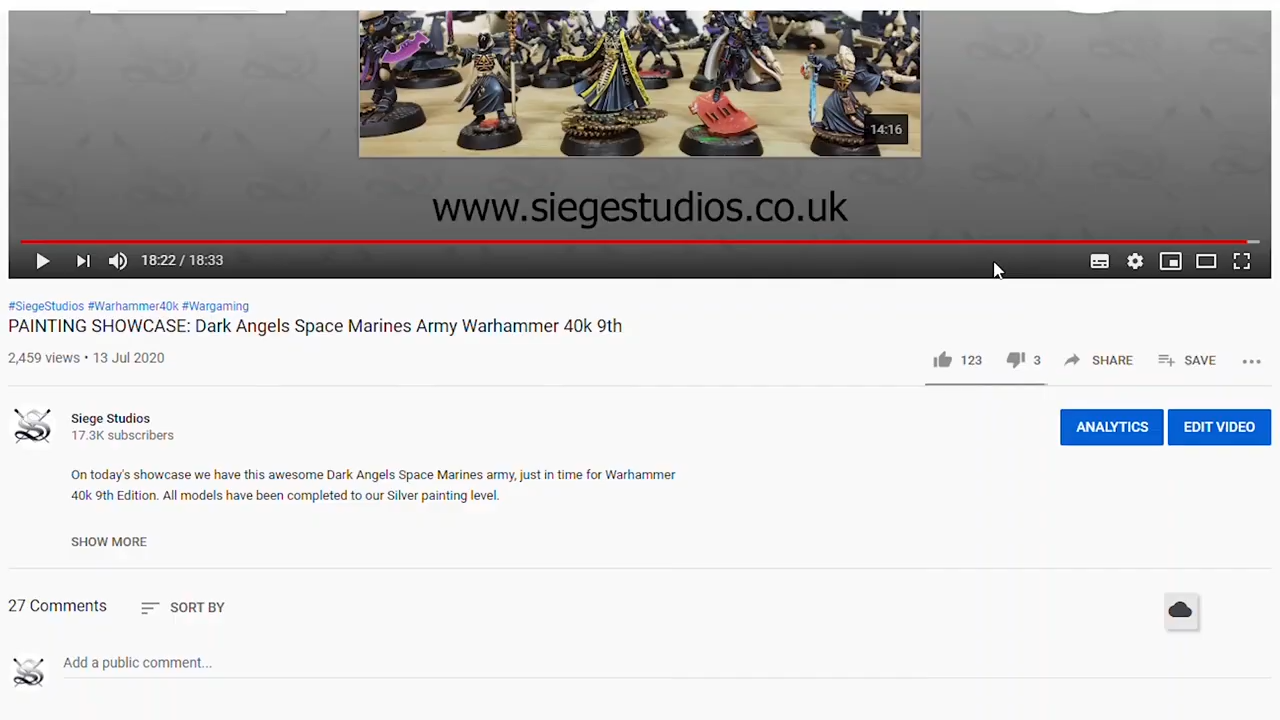 14:16
www.siegestudios.co.uk
18:22 / 18:33
#SiegeStudios #Warhammer40k #Wargaming
PAINTING SHOWCASE: Dark Angels Space Marines Army Warhammer 40k 9th
2,459 views • 13 Jul 2020
123
3
SHARE
SAVE
Siege Studios
17.3K subscribers
ANALYTICS
EDIT VIDEO
On today's showcase we have this awesome Dark Angels Space Marines army, just in time for Warhammer
40k 9th Edition. All models have been completed to our Silver painting level.
SHOW MORE
27 Comments
SORT BY
Add a public comment...